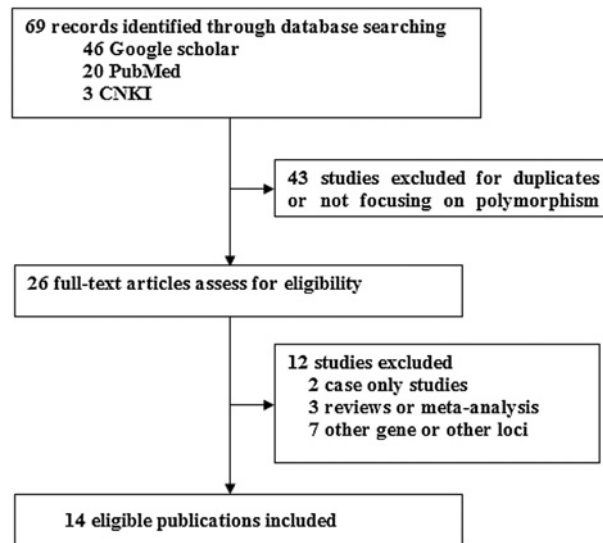 69 records identified through database searching
46 Google scholar
20 PubMed
3 CNKI
43 studies excluded for duplicates
or not focusing on polymorphism
26 full-text articles assess for eligibility
12 studies excluded
2 case only studies
3 reviews or meta-analysis
7 other gene or other loci
14 eligible publications included